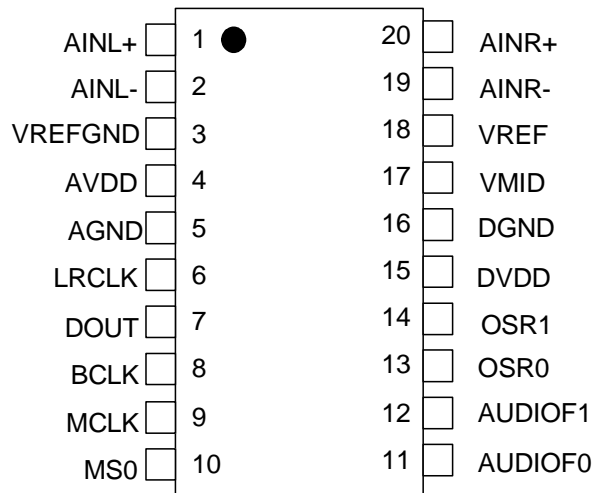 AINL+ 1 20 AINR+
AINL- 2 19 AINR-
VREFGND 3 18 VREF
AVDD 4 17 VMID
AGND 5 16 DGND
LRCLK 6 15 DVDD
DOUT 7 14 OSR1
BCLK 8 13 OSR0
MCLK 9 12 AUDIOF1
MS0 10 11 AUDIOF0